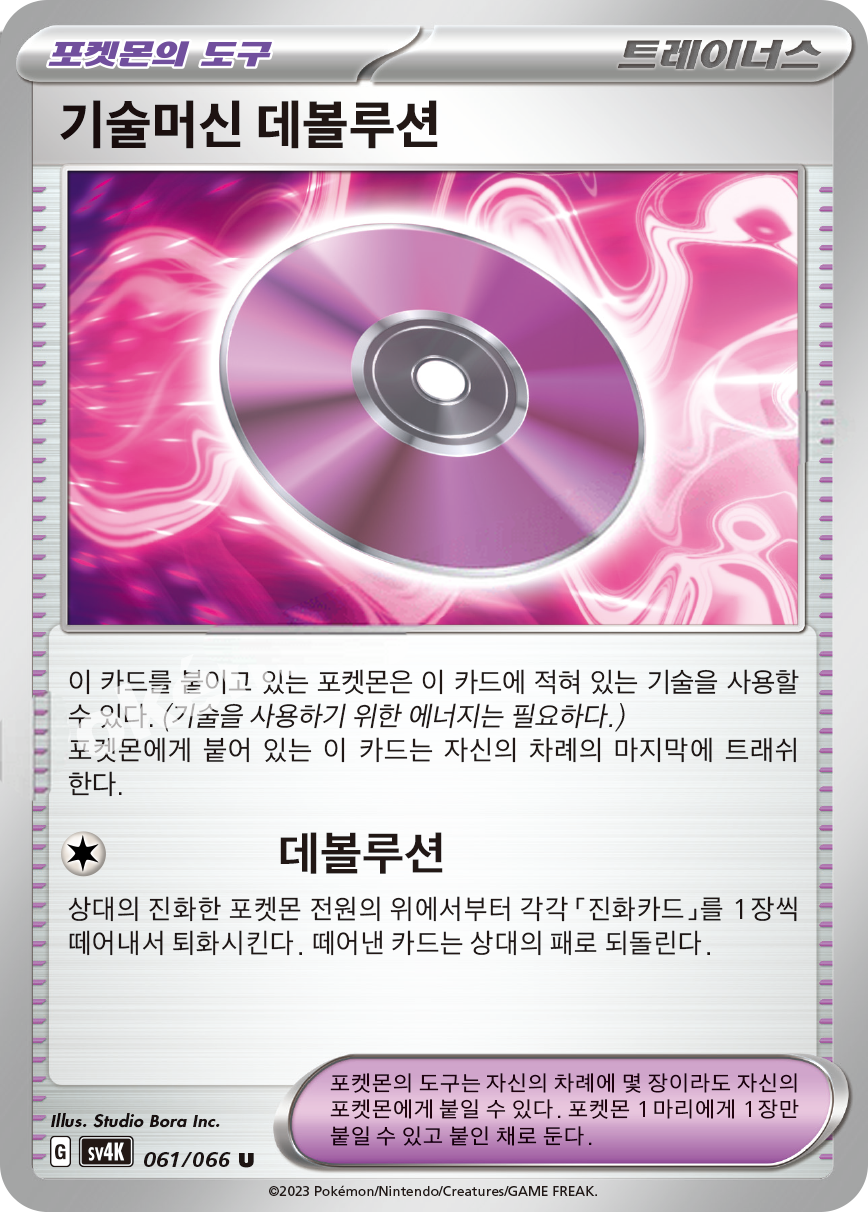 포켓몬의 도구
트레이너스
기술머신 데볼루션
이 카드를 붙이고 있는 포켓몬은 이 카드에 적혀 있는 기술을 사용할
수 있다. (기술을 사용하기 위한 에너지는 필요하다.)
포켓몬에게 붙어 있는 이 카드는 자신의 차례의 마지막에 트래쉬
한다.
데볼루션
상대의 진화한 포켓몬 전원의 위에서부터 각각 「진화카드」를 1장씩
떼어내서 퇴화시킨다. 떼어낸 카드는 상대의 패로 되돌린다.
포켓몬의 도구는 자신의 차례에 몇 장이라도 자신의
포켓몬에게 붙일 수 있다. 포켓몬 1마리에게 1장만
붙일 수 있고 붙인 채로 둔다.
Illus. Studio Bora Inc.
G SV4K 061/066 U
©2023 Pokémon/Nintendo/Creatures/GAME FREAK.